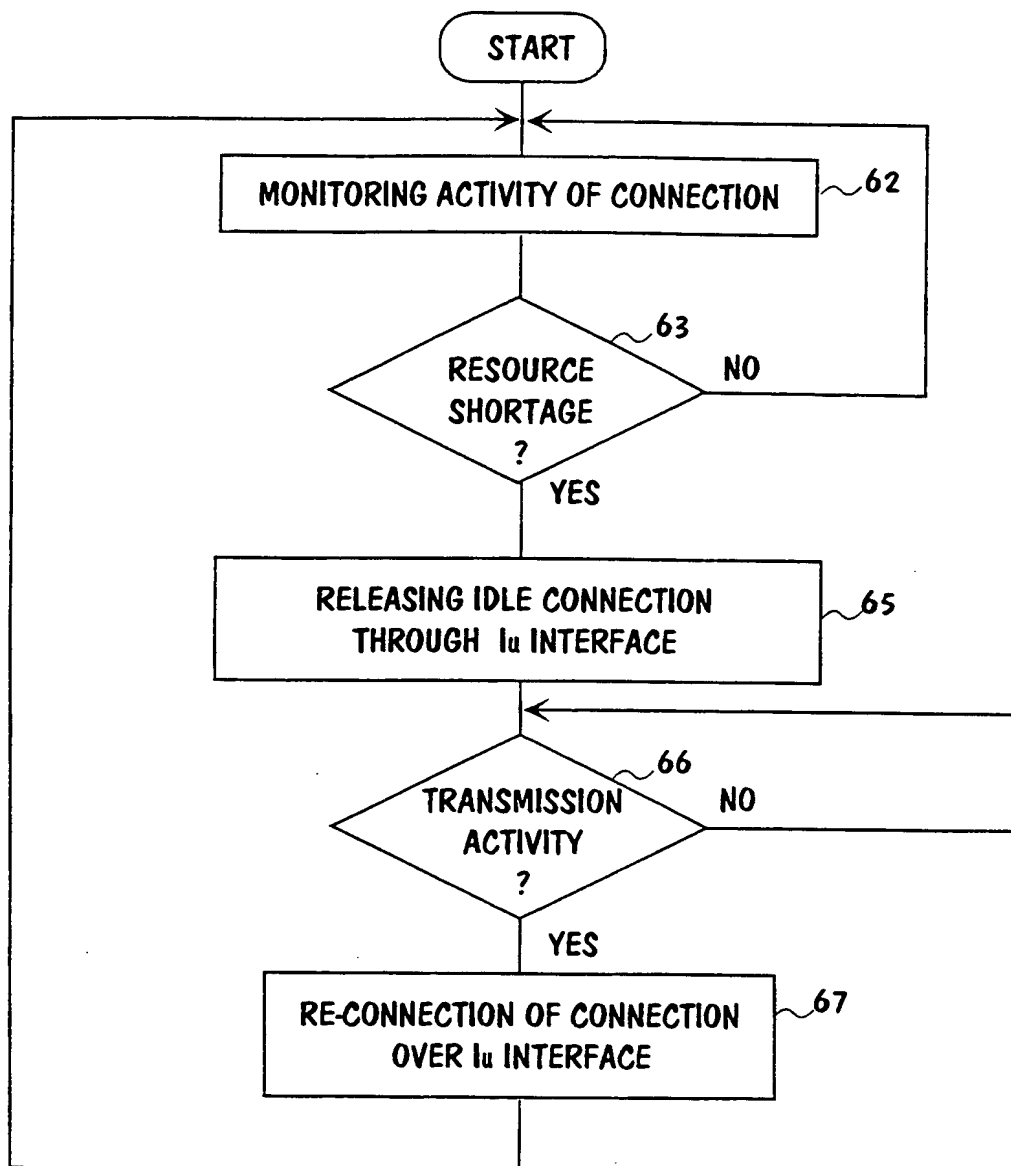 START
MONITORING ACTIVITY OF CONNECTION
62
63
RESOURCE
SHORTAGE
?
NO
YES
RELEASING IDLE CONNECTION
THROUGH Iu INTERFACE
65
66
TRANSMISSION
ACTIVITY
?
NO
YES
RE-CONNECTION OF CONNECTION
OVER Iu INTERFACE
67